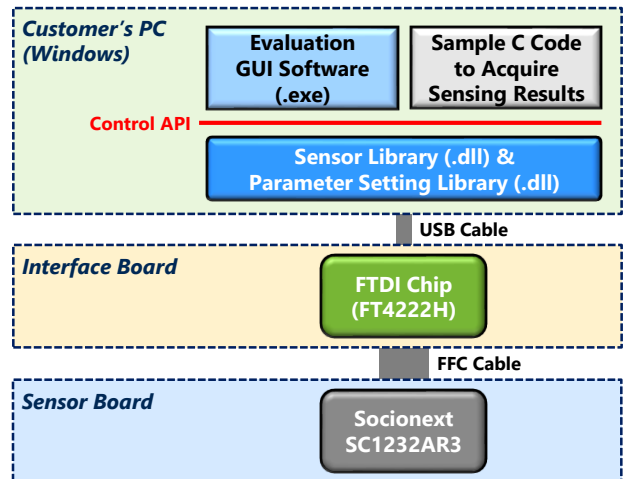 Customer's PC
(Windows)
Evaluation
GUI Software
(.exe)
Sample C Code
to Acquire
Sensing Results
Control API
Sensor Library (.dll) &
Parameter Setting Library (.dll)
USB Cable
Interface Board
FTDI Chip
(FT4222H)
FFC Cable
Sensor Board
Socionext
SC1232AR3